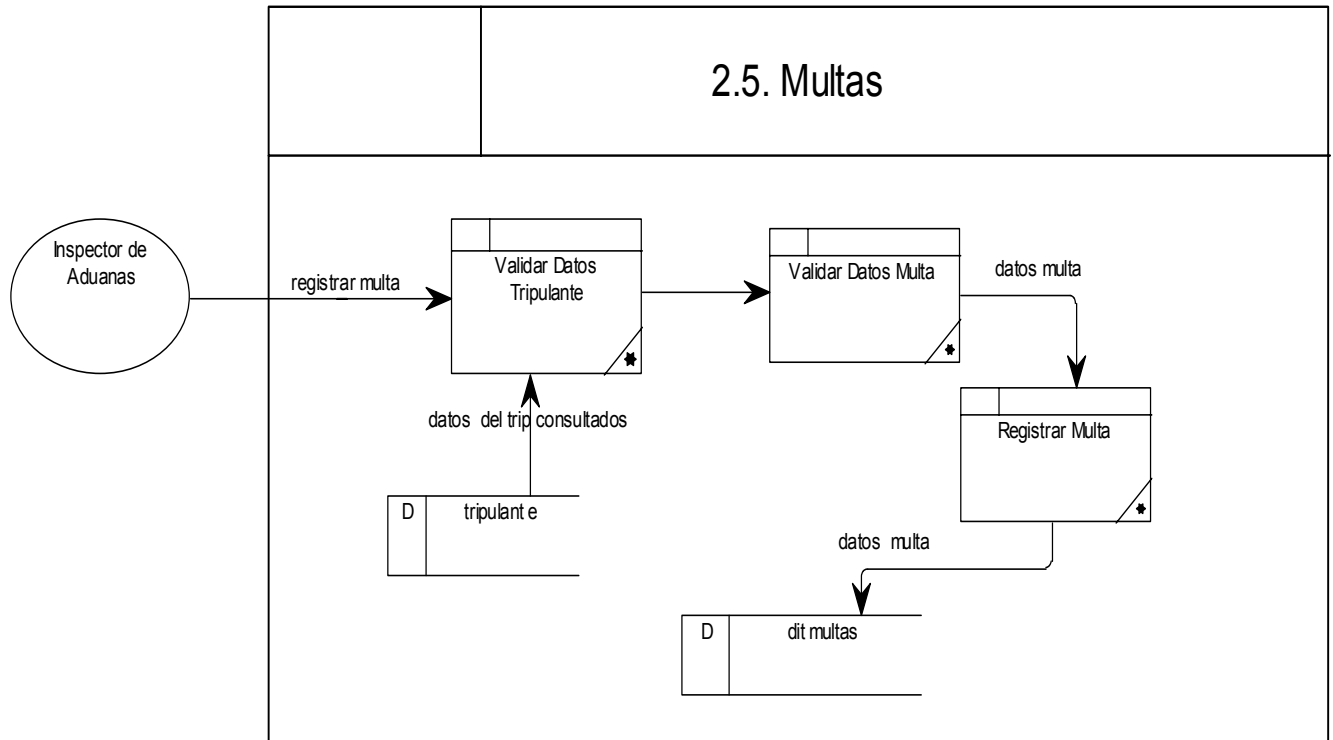 2.5. Multas
Inspector de
Aduanas
registrar multa
Validar Datos
Tripulante
Validar Datos Multa
datos multa
datos del trip consultados
Registrar Multa
D
tripulante
datos multa
D
dit multas